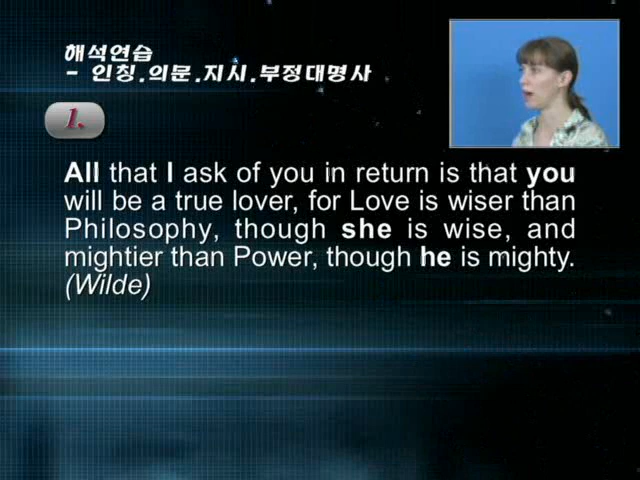 해석연습
- 인칭.의문.지시.부정대명사
1.
All that I ask of you in return is that you
will be a true lover, for Love is wiser than
Philosophy, though she is wise, and
mightier than Power, though he is mighty.
(Wilde)